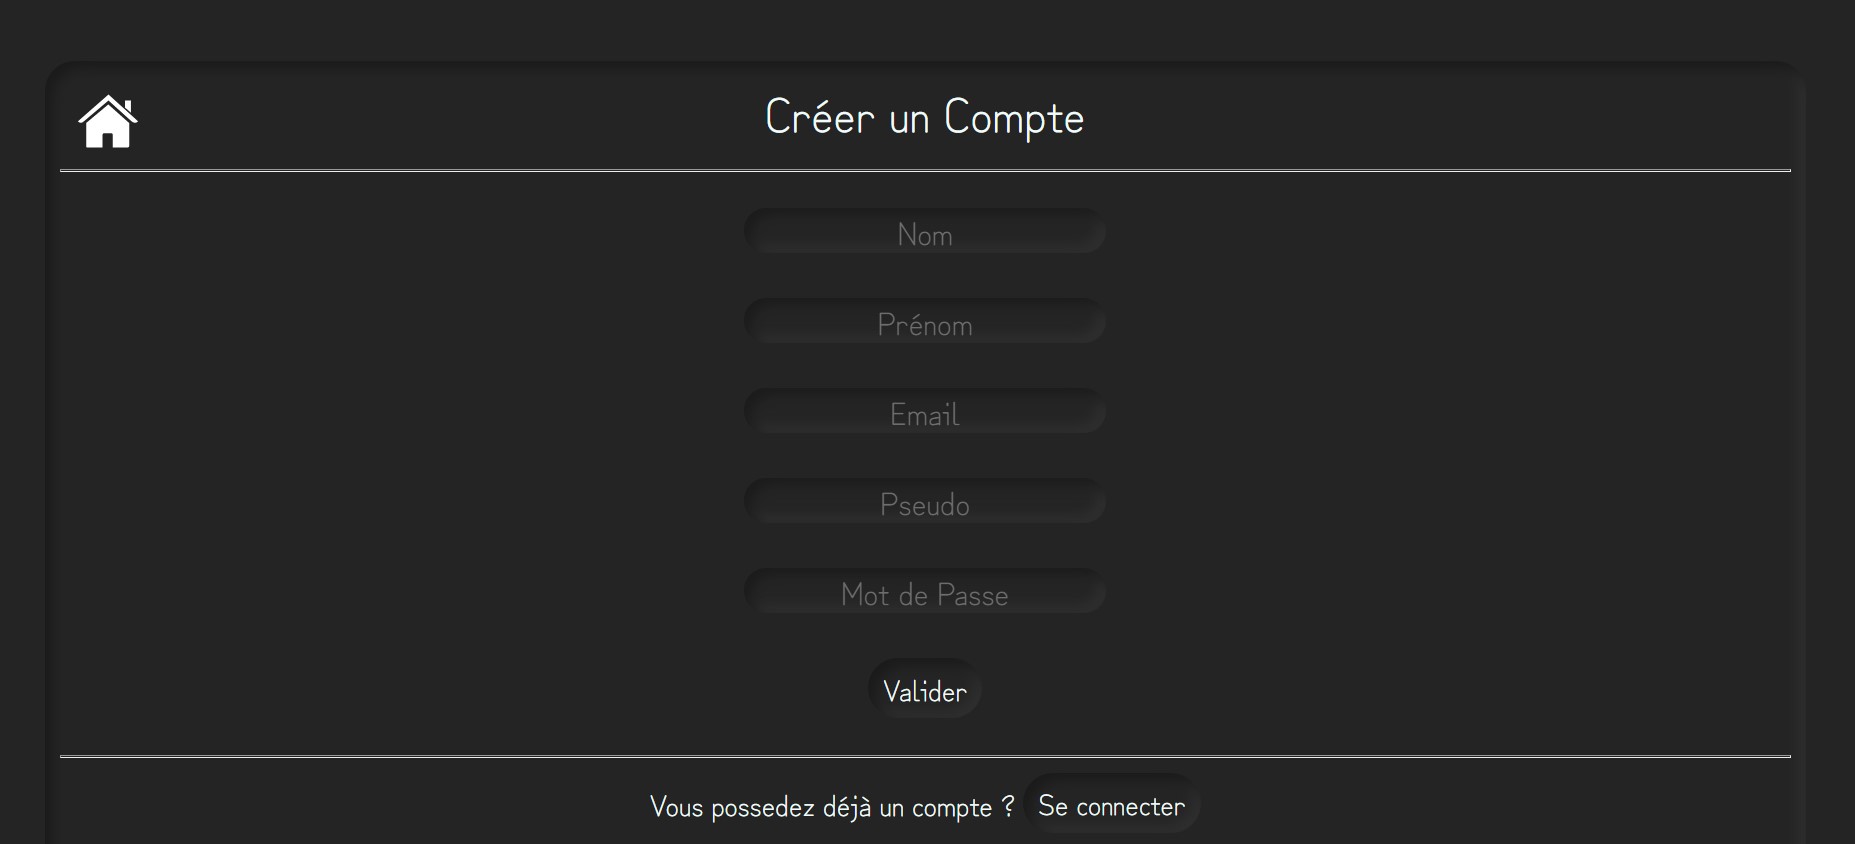 Créer un Compte
Nom
Prénom
Email
Pseudo
Mot de Passe
Valider
Vous possedez déjà un compte ? Se connecter